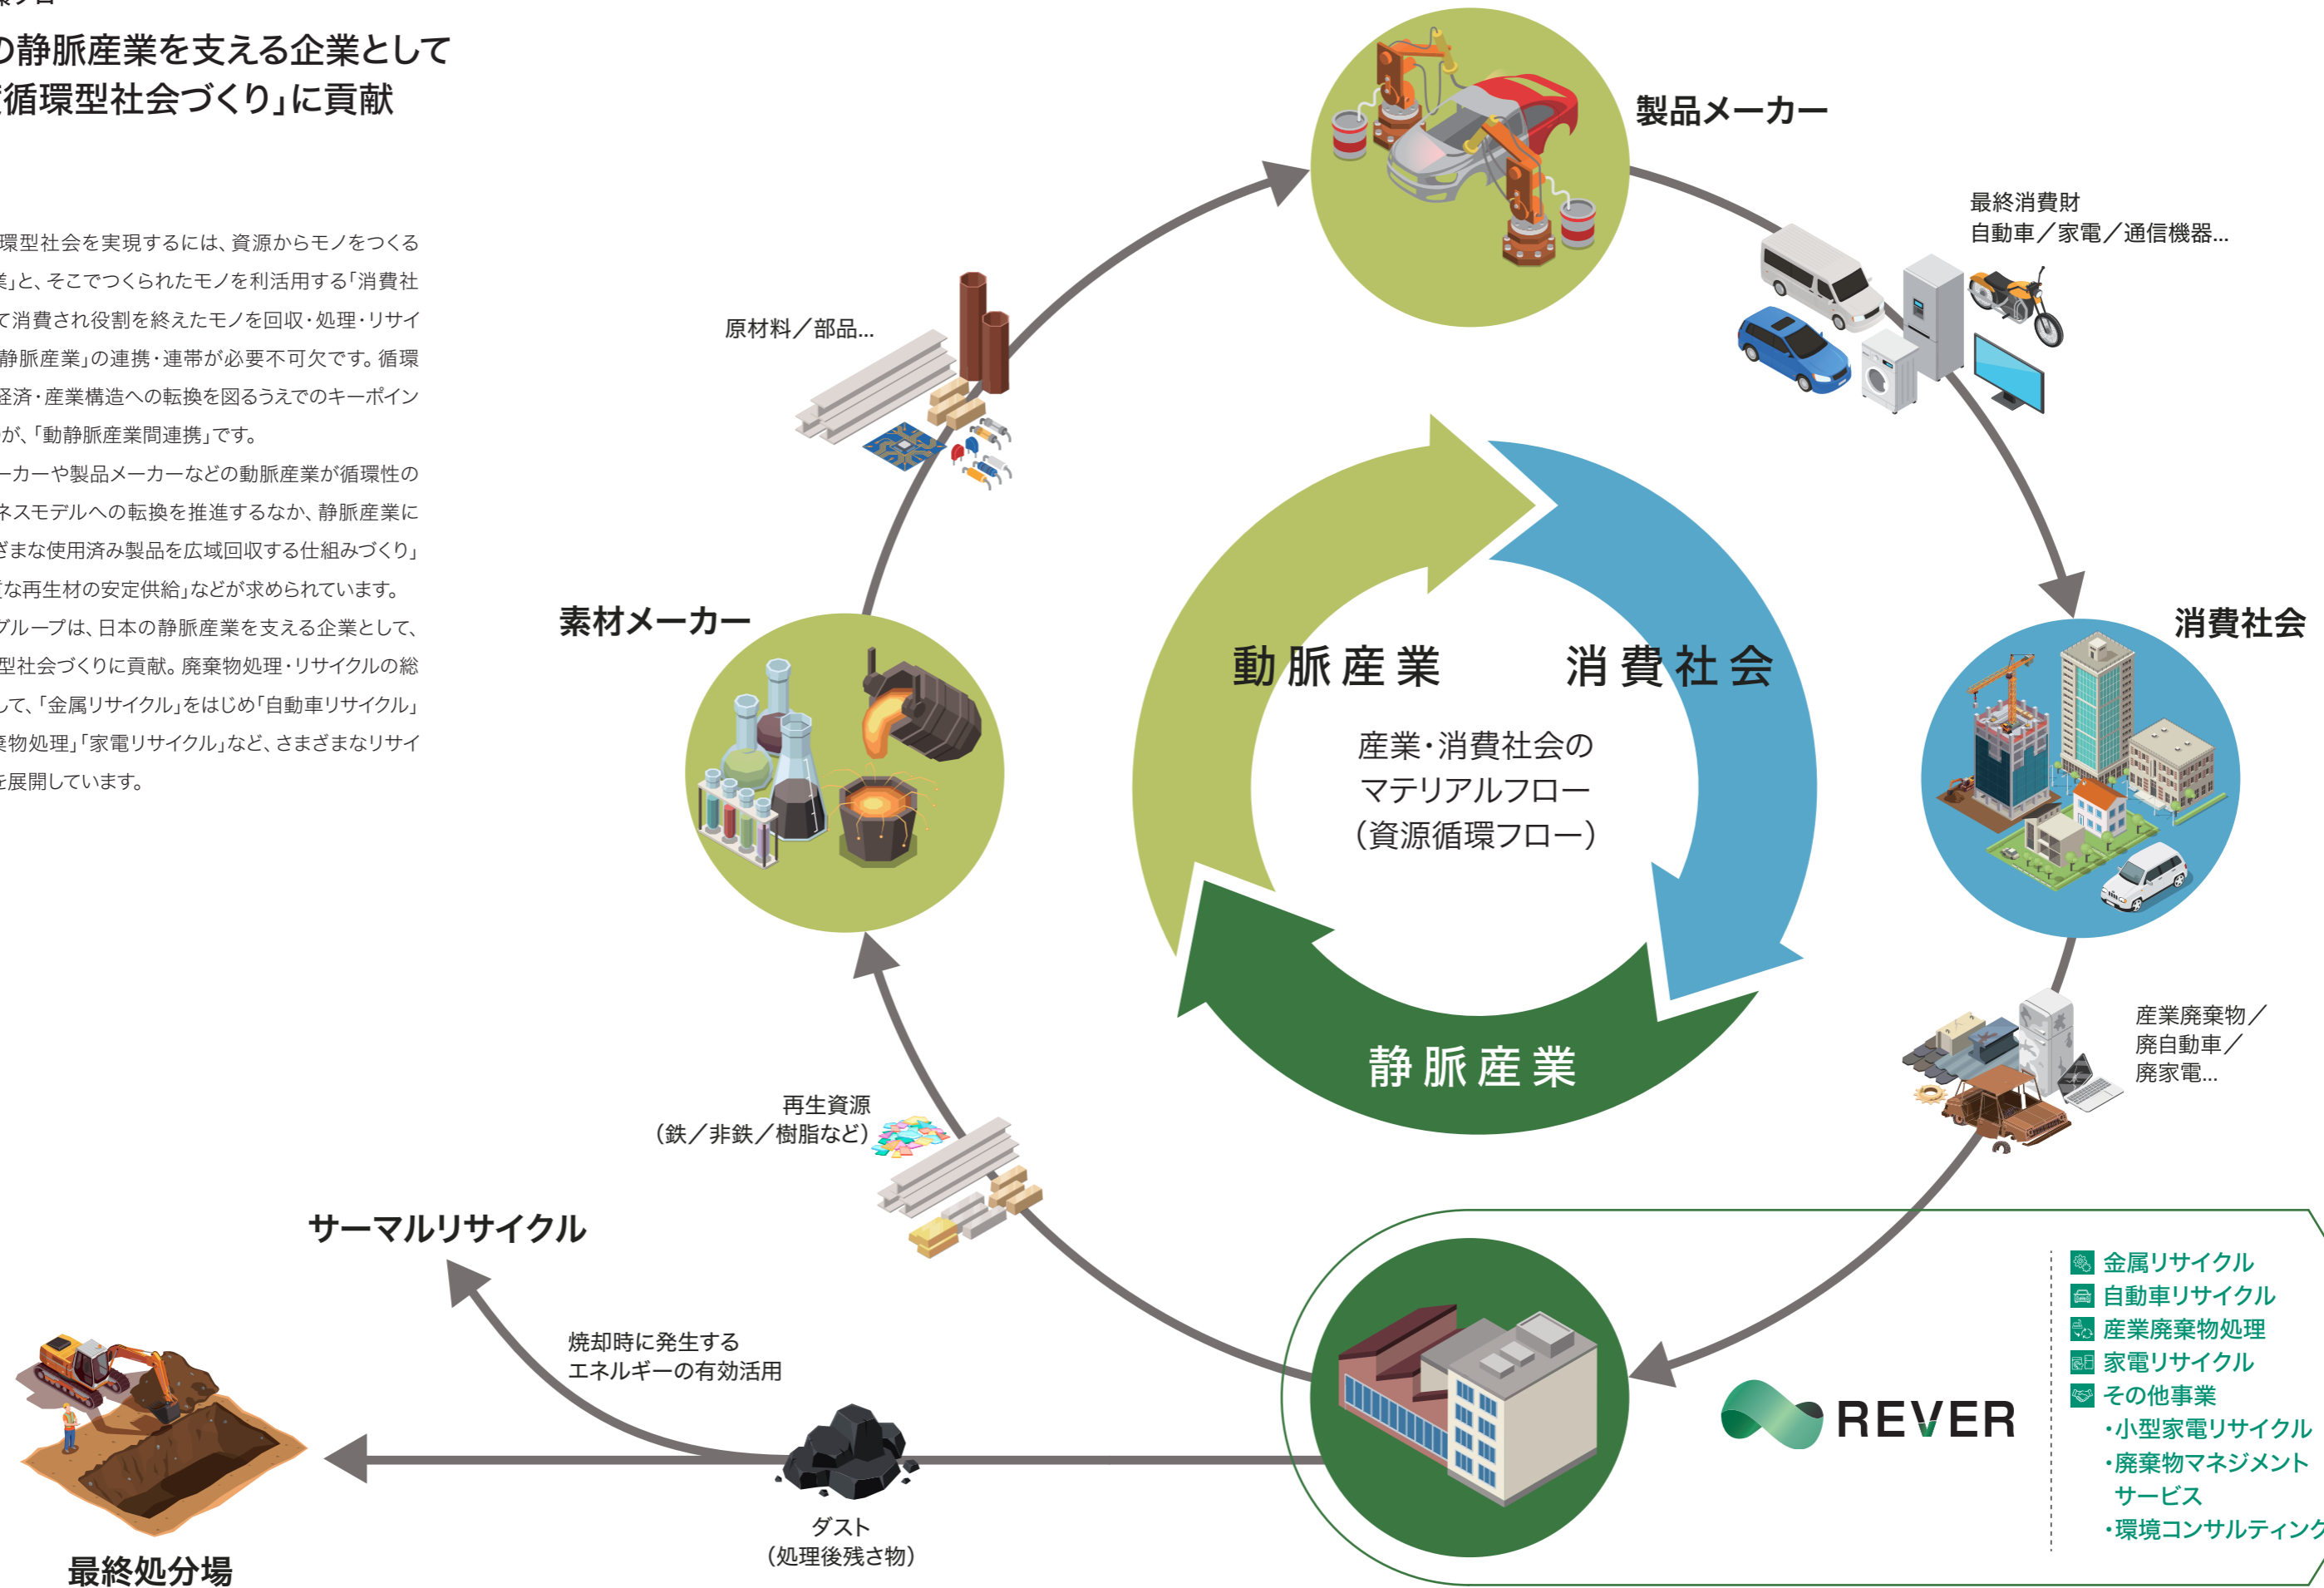 の静脈産業を支える企業として
循環型社会づくり」に貢献
環型社会を実現するには、資源からモノをつくる
業」と、そこでつくられたモノを利活用する「消費社
て消費され役割を終えたモノを回収・処理・リサイ
静脈産業」の連携・連帯が必要不可欠です。循環
経済・産業構造への転換を図るうえでのキーポイン
が、「動静脈産業間連携」です。
ーカーや製品メーカーなどの動脈産業が循環性の
ネスモデルへの転換を推進するなか、静脈産業に
ざまな使用済み製品を広域回収する仕組みづくり」
な再生材の安定供給」などが求められています。
グループは、日本の静脈産業を支える企業として、
型社会づくりに貢献。廃棄物処理・リサイクルの総
して、「金属リサイクル」をはじめ「自動車リサイクル」
棄物処理」「家電リサイクル」など、さまざまなリサイ
を展開しています。
製品メーカー
最終消費財
自動車／家電／通信機器...
原材料／部品...
素材メーカー
消費社会
動脈産業
消費社会
産業・消費社会の
マテリアルフロー
（資源循環フロー）
静脈産業
産業廃棄物／
廃自動車／
廃家電...
再生資源
（鉄／非鉄／樹脂など）
サーマルリサイクル
焼却時に発生する
エネルギーの有効活用
ダスト
（処理後残さ物）
最終処分場
REVER
金属リサイクル
自動車リサイクル
産業廃棄物処理
家電リサイクル
その他事業
・小型家電リサイクル
・廃棄物マネジメント
サービス
・環境コンサルティング